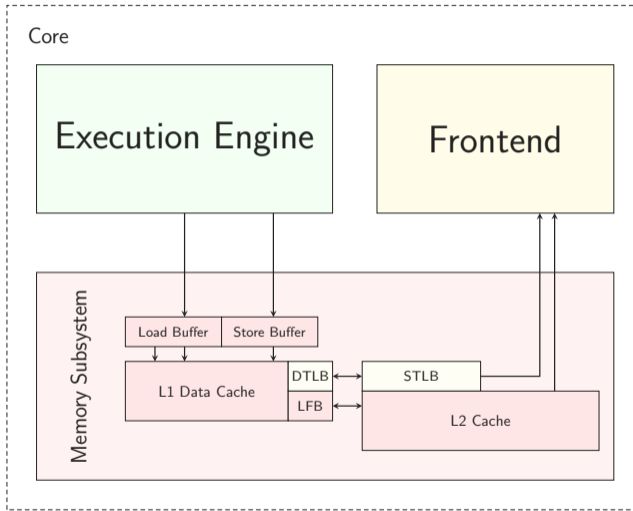 Core
Execution Engine
Frontend
Memory Subsystem
Load Buffer
Store Buffer
L1 Data Cache
DTLB
LFB
STLB
L2 Cache